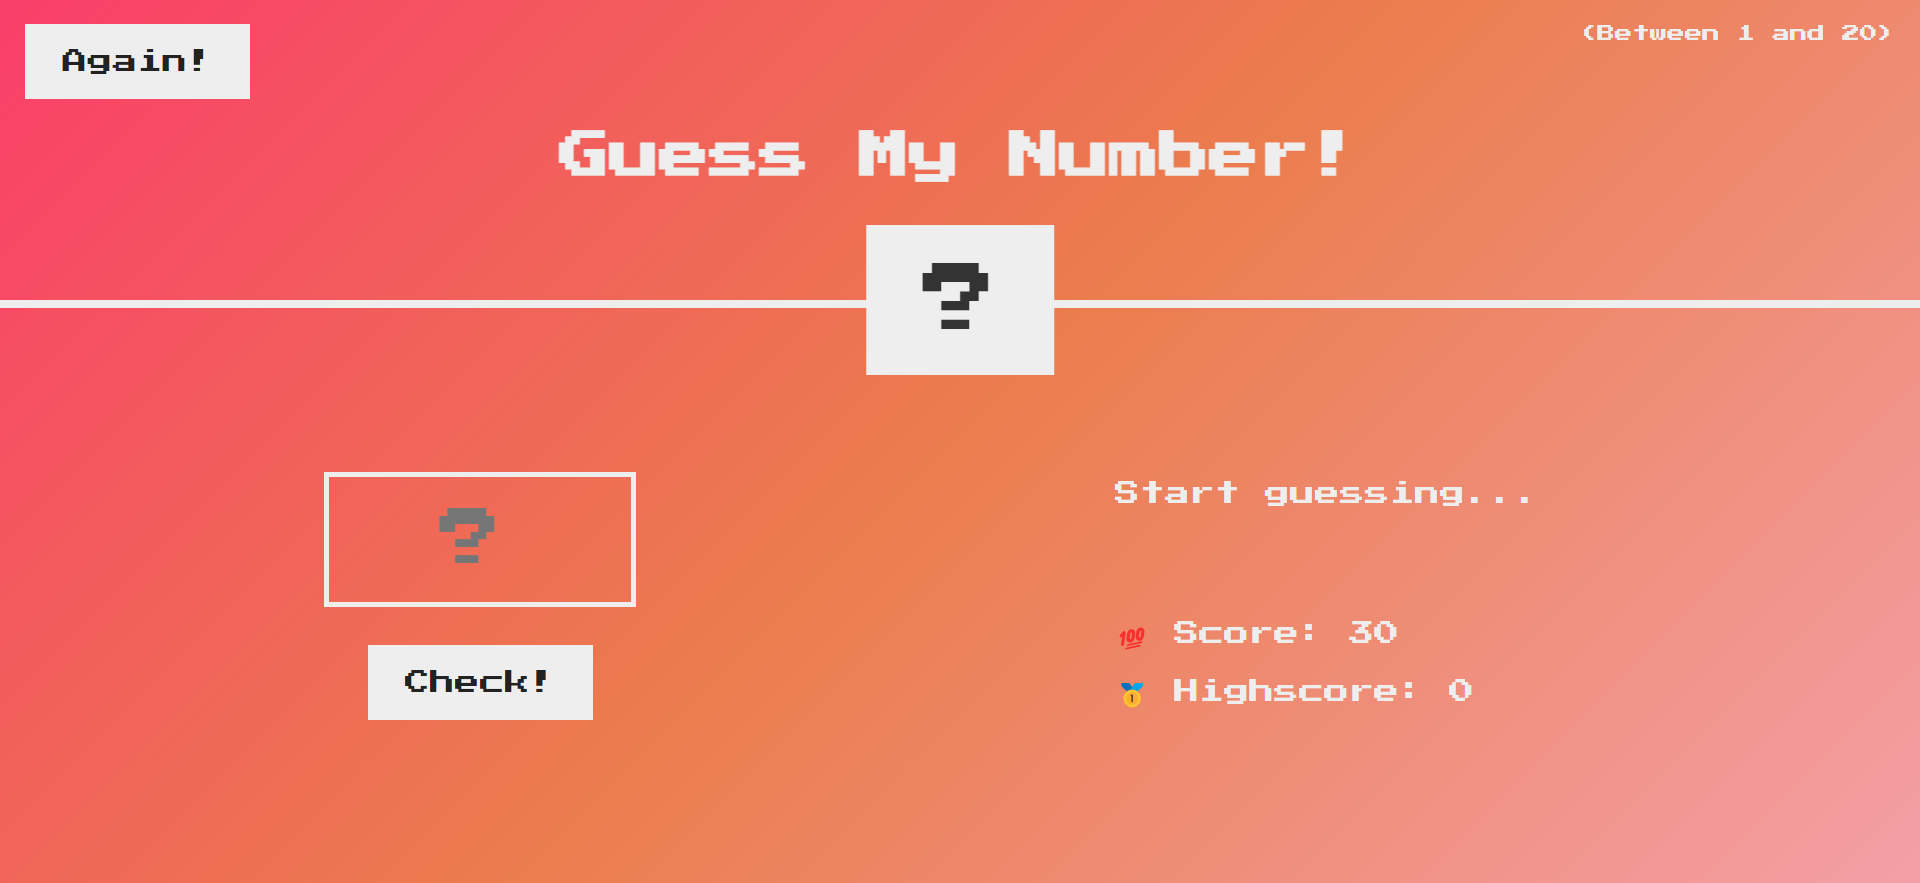 Again!
(Between 1 and 20)
Guess My Number!
?
?
Start guessing...
Check!
💯 Score: 30
🥇 Highscore: 0